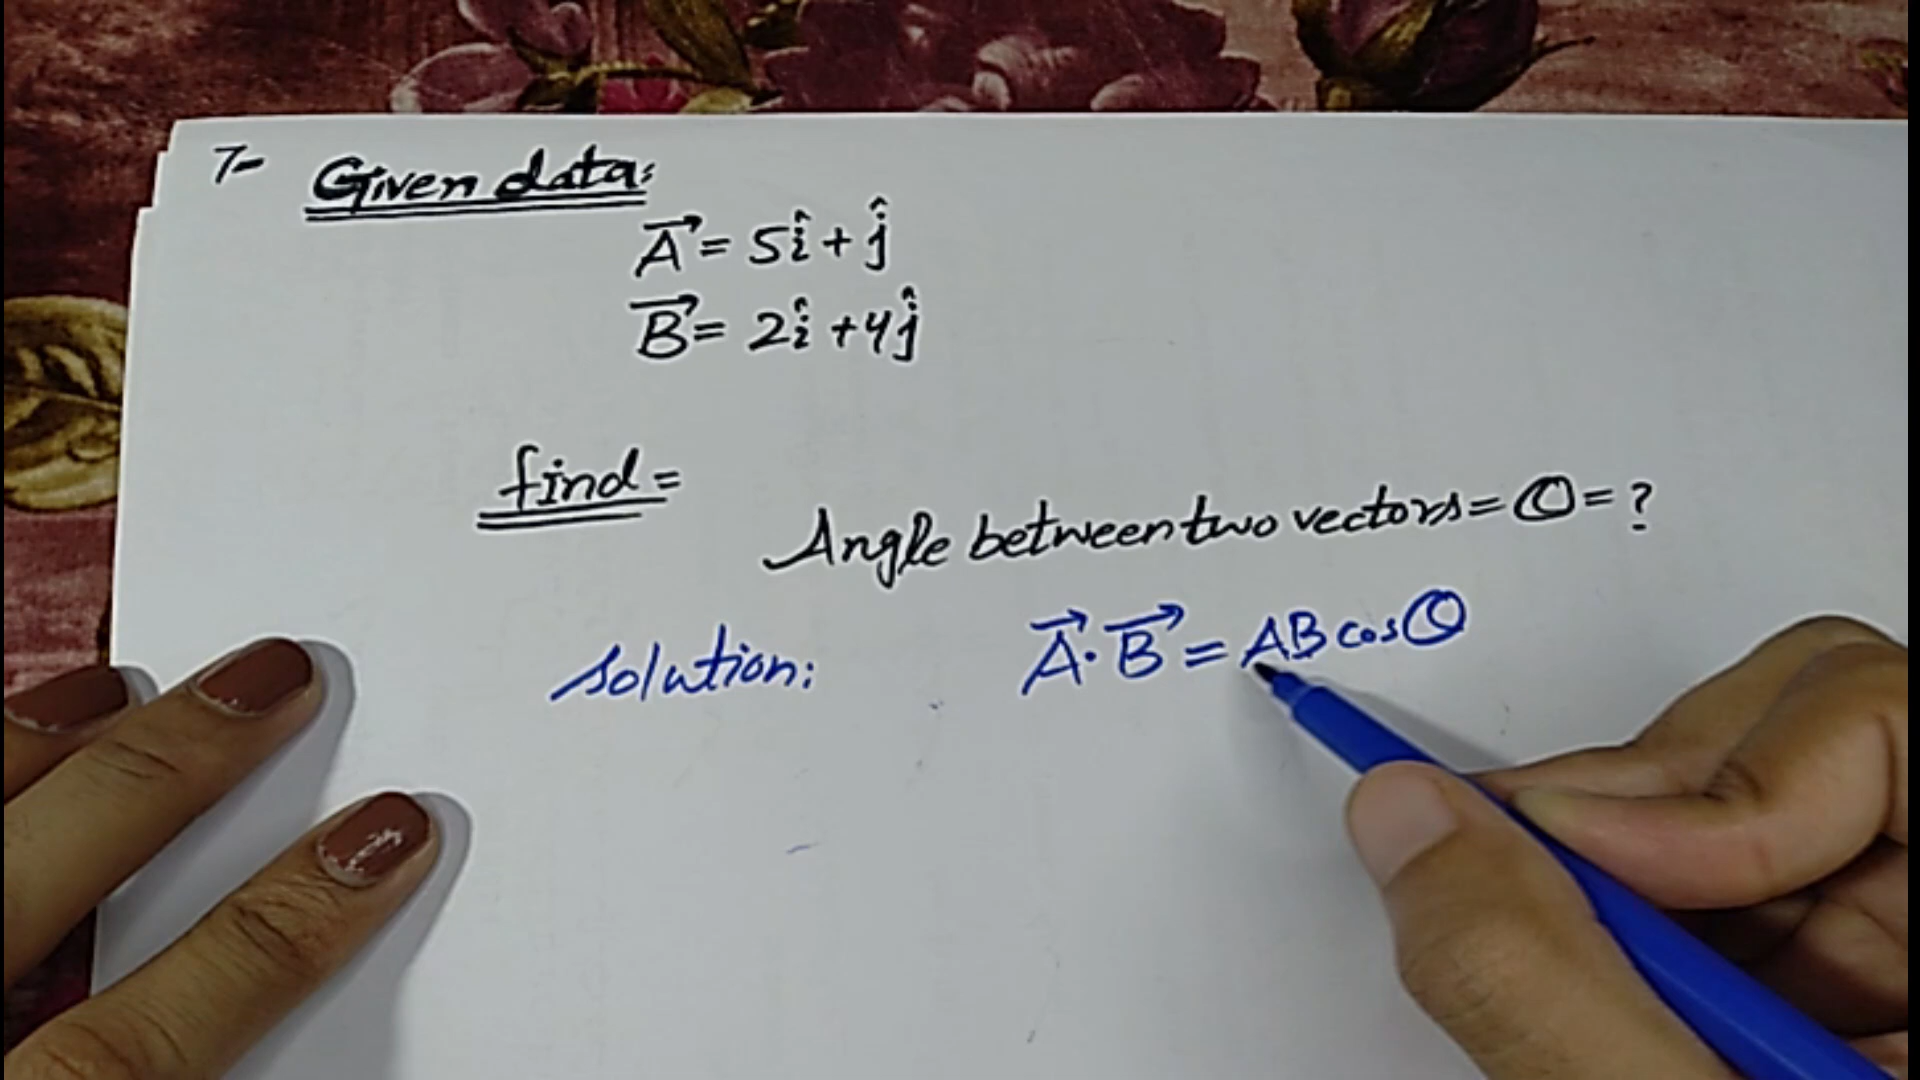 7- Given data:
A⃗ = 5î + ĵ
B⃗ = 2î + 4ĵ
find =
Angle between two vectors = Θ = ?
Solution: A⃗ · B⃗ = AB cos Θ